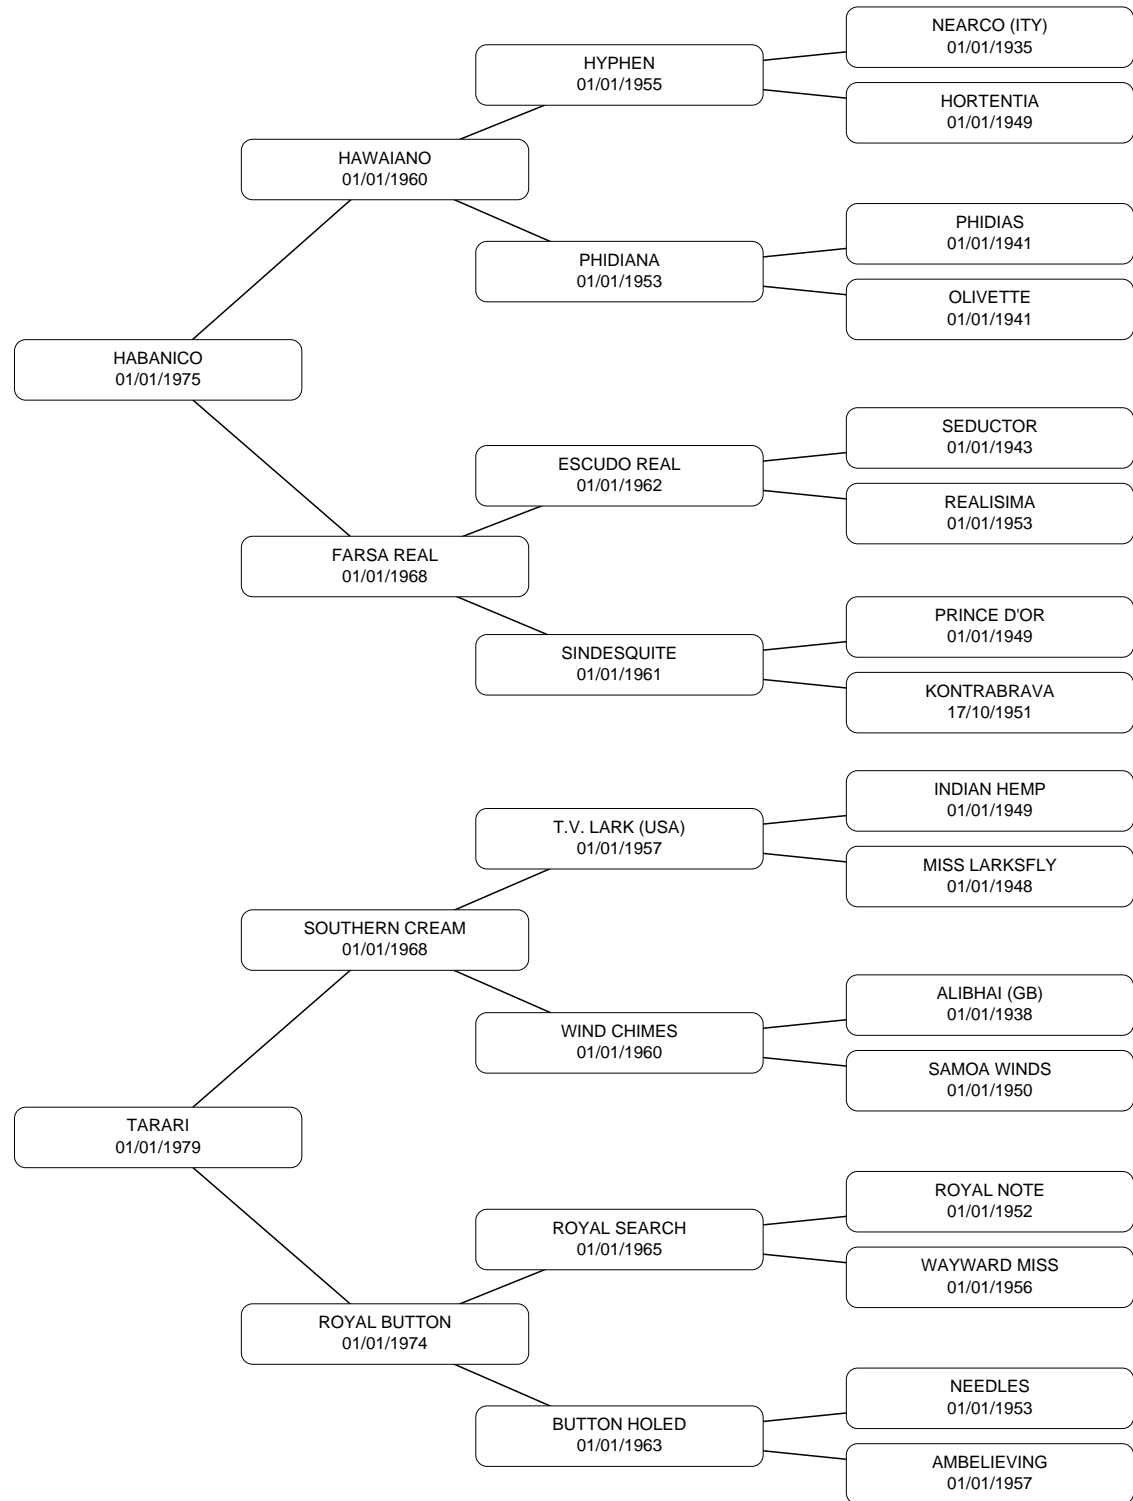 NEARCO (ITY)
01/01/1935
HYPHEN
01/01/1955
HORTENTIA
01/01/1949
HAWAIANO
01/01/1960
PHIDIAS
01/01/1941
PHIDIANA
01/01/1953
OLIVETTE
01/01/1941
HABANICO
01/01/1975
SEDUCTOR
01/01/1943
ESCUDO REAL
01/01/1962
REALISIMA
01/01/1953
FARSA REAL
01/01/1968
PRINCE D'OR
01/01/1949
SINDESQUITE
01/01/1961
KONTRABRAVA
17/10/1951
INDIAN HEMP
01/01/1949
T.V. LARK (USA)
01/01/1957
MISS LARKSFLY
01/01/1948
SOUTHERN CREAM
01/01/1968
ALIBHAI (GB)
01/01/1938
WIND CHIMES
01/01/1960
SAMOA WINDS
01/01/1950
TARARI
01/01/1979
ROYAL NOTE
01/01/1952
ROYAL SEARCH
01/01/1965
WAYWARD MISS
01/01/1956
ROYAL BUTTON
01/01/1974
NEEDLES
01/01/1953
BUTTON HOLED
01/01/1963
AMBELIEVING
01/01/1957